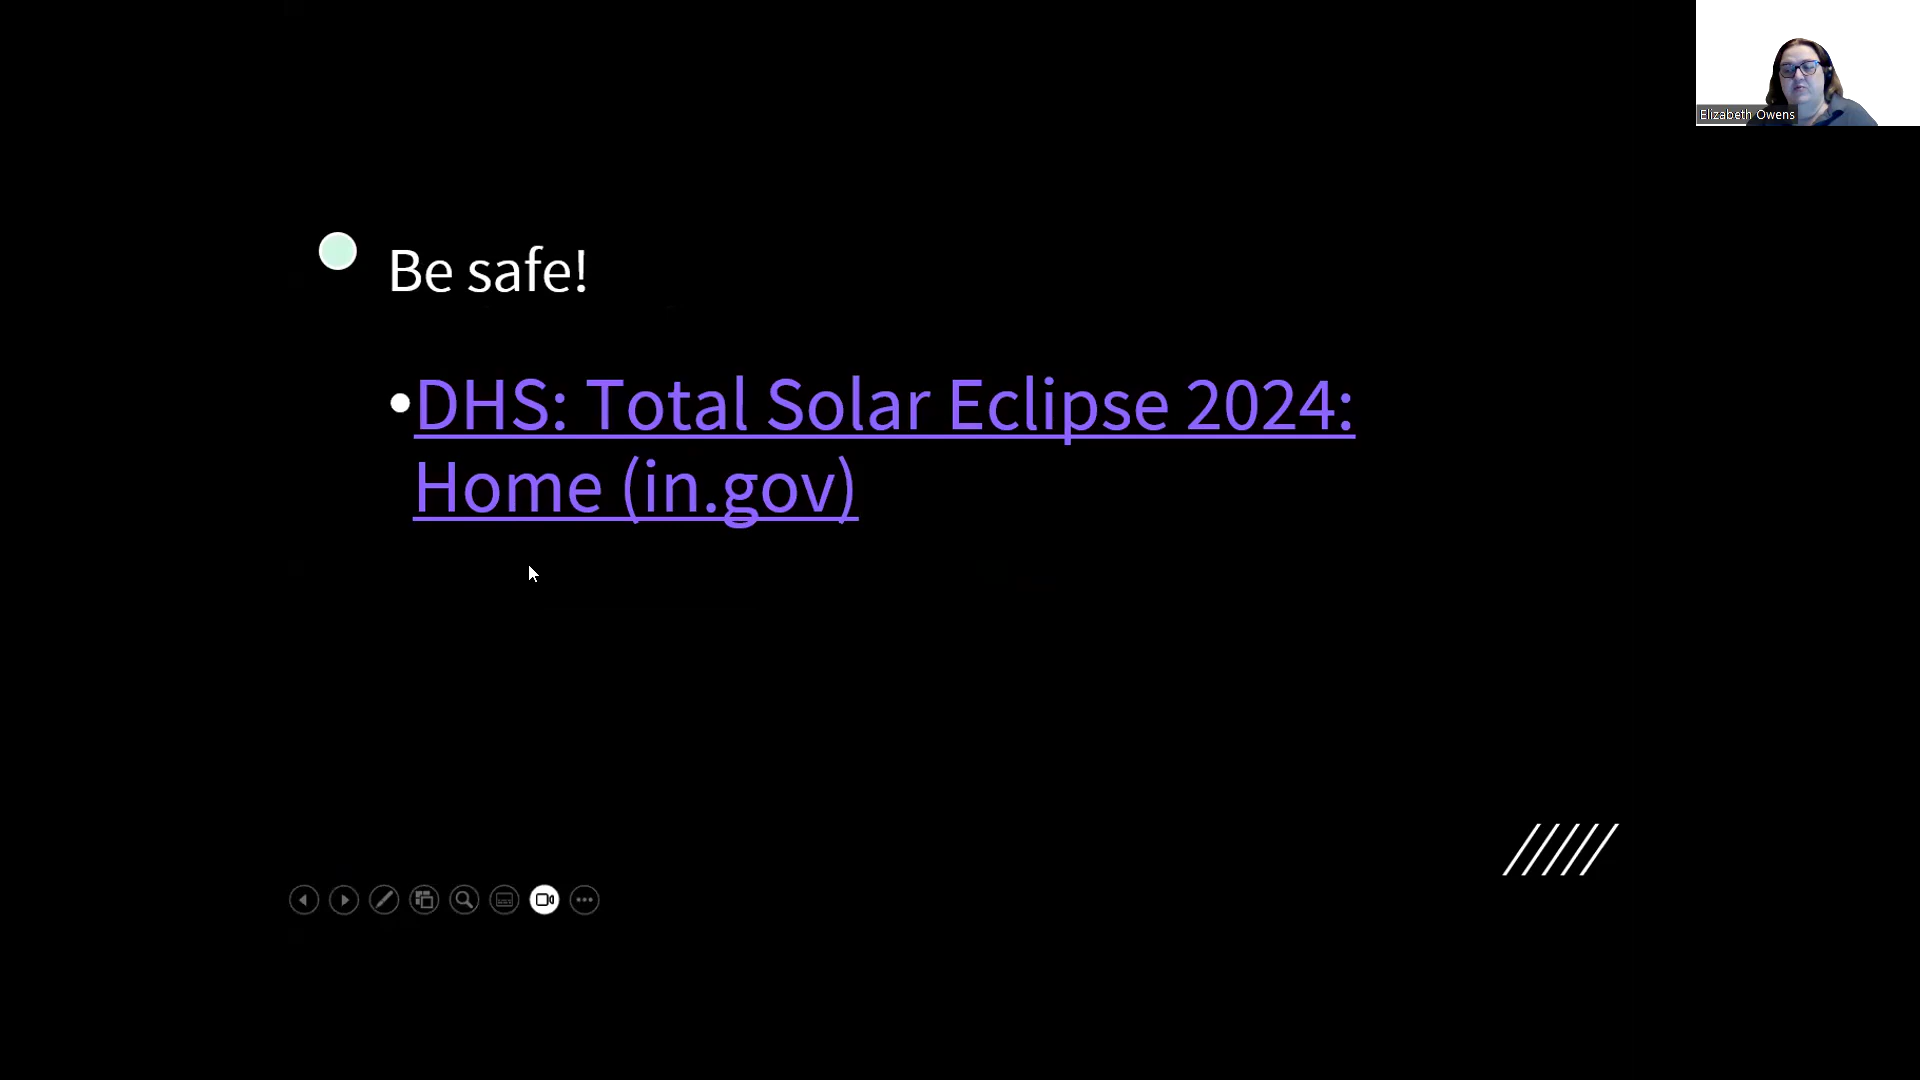 Elizabeth Owens
Be safe!
•DHS: Total Solar Eclipse 2024:
Home (in.gov)